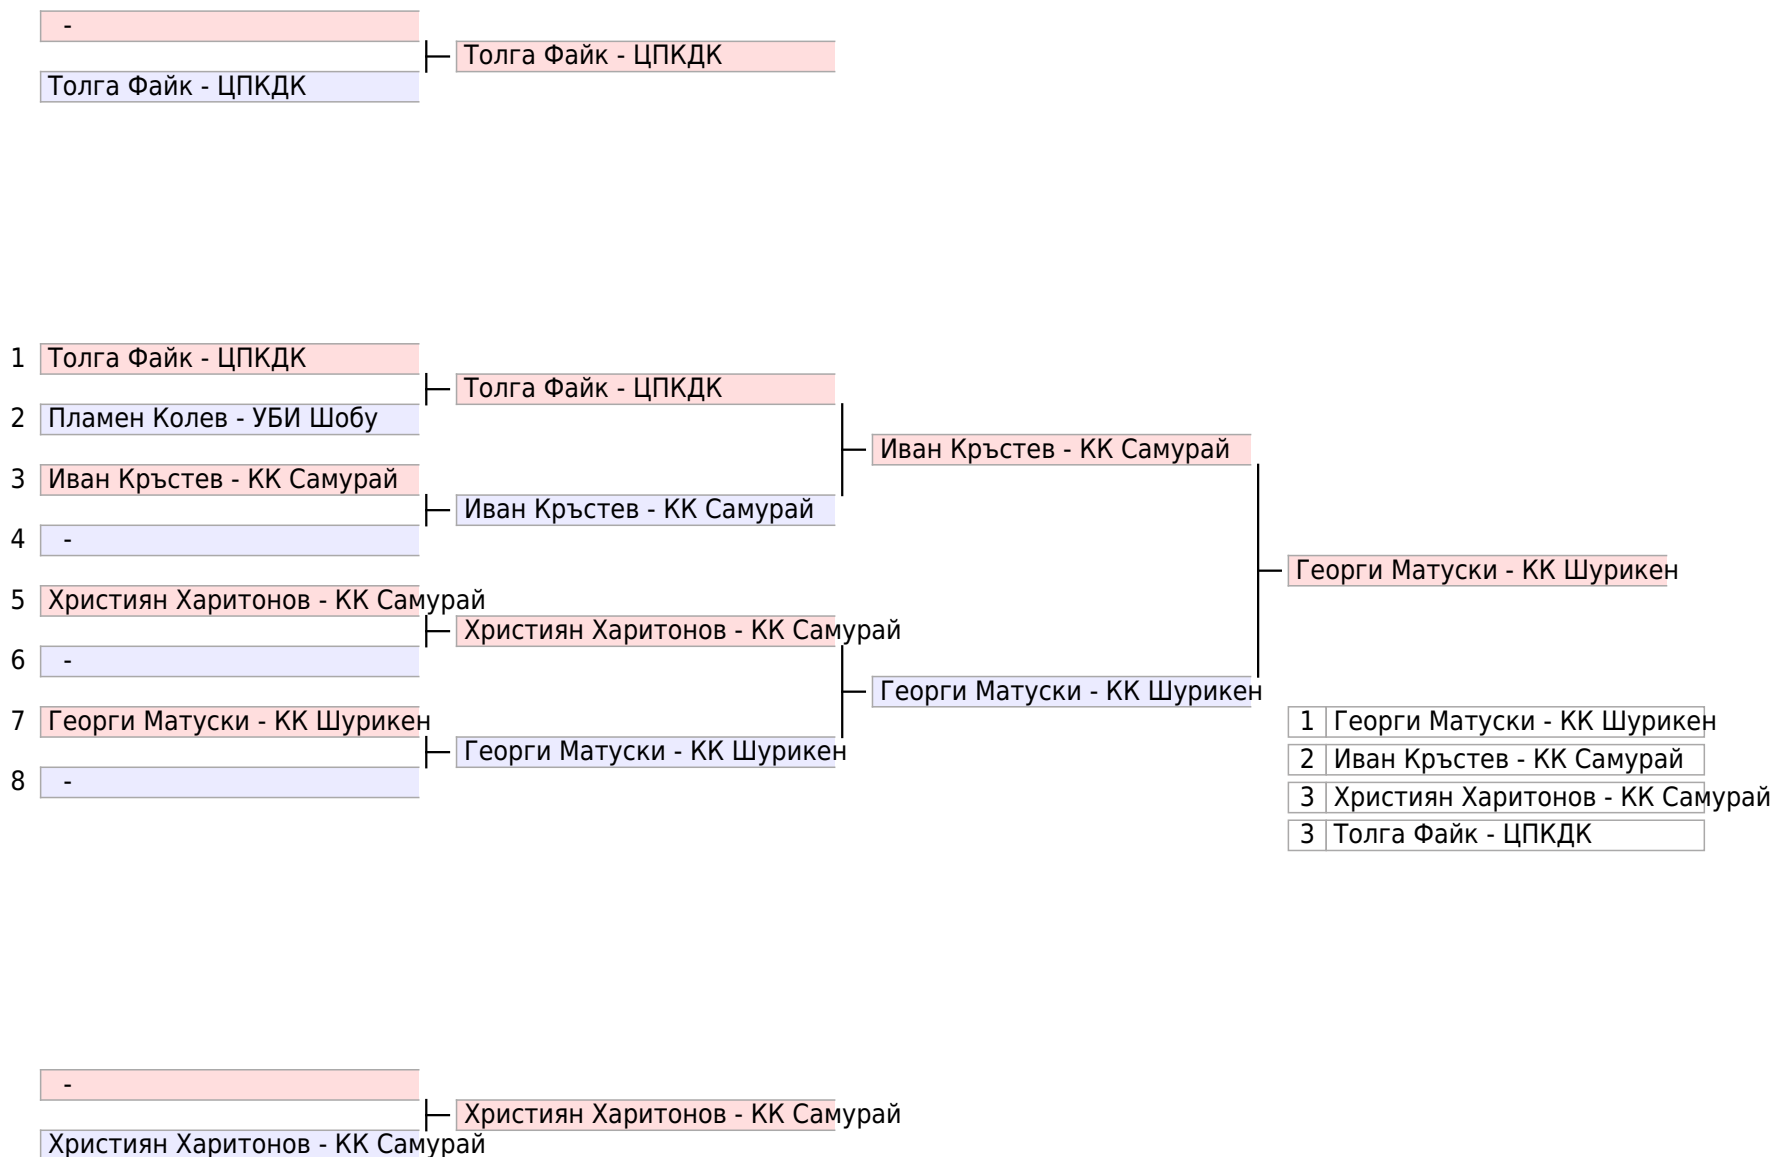 -
Толга Файк - ЦПКДК
Толга Файк - ЦПКДК
1 Толга Файк - ЦПКДК
Толга Файк - ЦПКДК
2 Пламен Колев - УБИ Шобу
Иван Кръстев - КК Самурай
3 Иван Кръстев - КК Самурай
Иван Кръстев - КК Самурай
4 -
Георги Матуски - КК Шурикен
5 Християн Харитонов - КК Самурай
Християн Харитонов - КК Самурай
6 -
Георги Матуски - КК Шурикен
7 Георги Матуски - КК Шурикен
Георги Матуски - КК Шурикен
8 -
1 Георги Матуски - КК Шурикен
2 Иван Кръстев - КК Самурай
3 Християн Харитонов - КК Самурай
3 Толга Файк - ЦПКДК
-
Християн Харитонов - КК Самурай
Християн Харитонов - КК Самурай